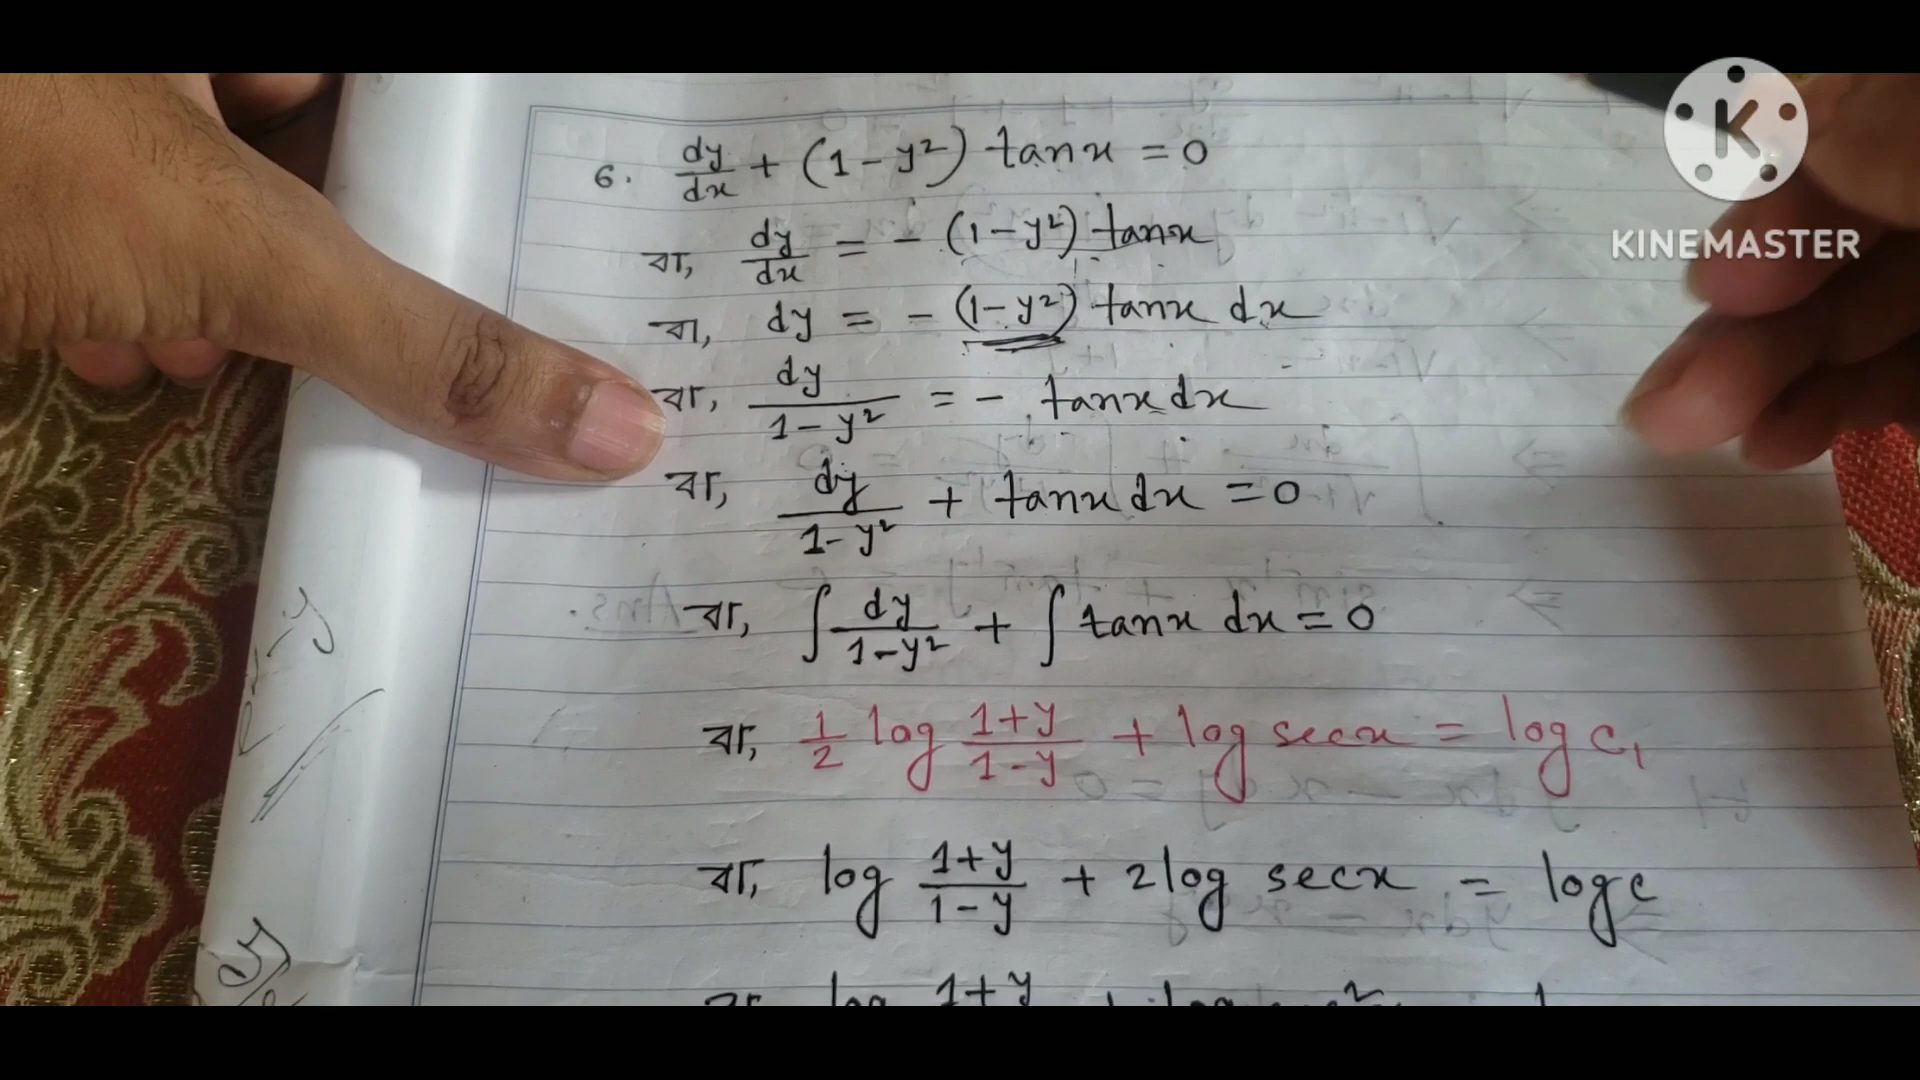 6. dy/dx + (1 - y²) tanx = 0
বা, dy/dx = - (1 - y²) tanx
বা, dy = - (1 - y²) tanx dx
বা, dy/(1 - y²) = - tanx dx
বা, dy/(1 - y²) + tanx dx = 0
বা, ∫ dy/(1 - y²) + ∫ tanx dx = 0
বা, 1/2 log (1+y)/(1-y) + log secx = log c₁
বা, log (1+y)/(1-y) + 2 log secx = log c
KINEMASTER